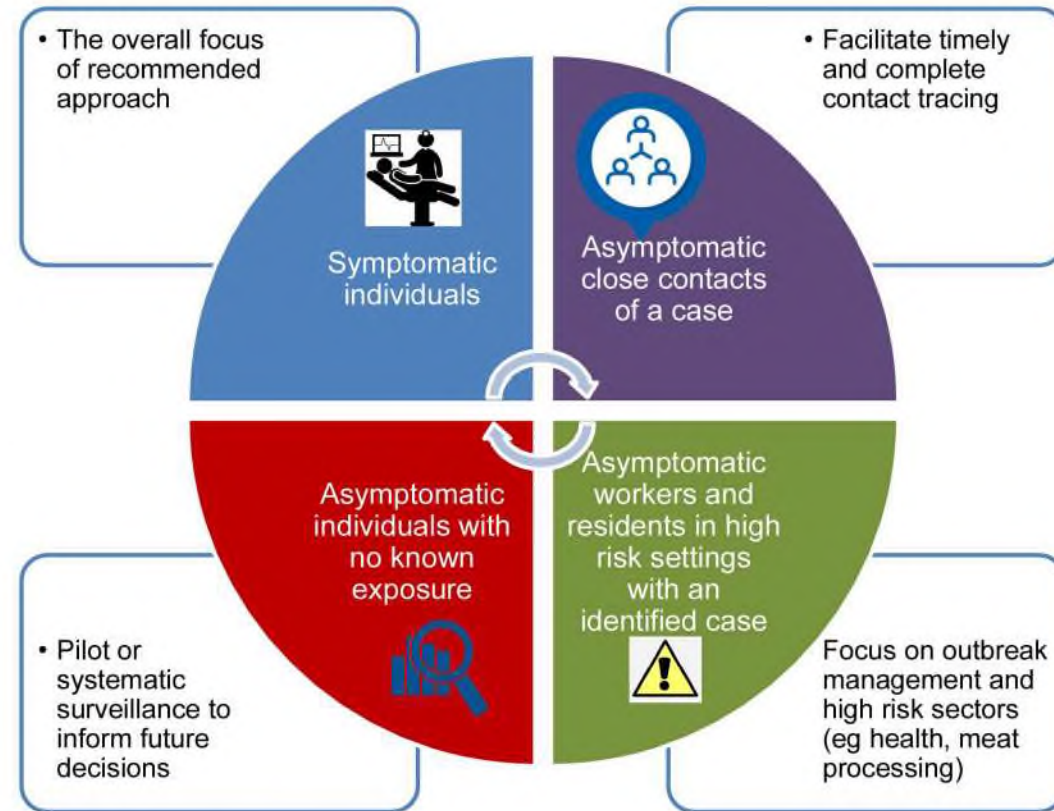 • The overall focus
of recommended
approach
• Facilitate timely
and complete
contact tracing
Symptomatic
individuals
Asymptomatic
close contacts
of a case
Asymptomatic
individuals with
no known
exposure
Asymptomatic
workers and
residents in high
risk settings
with an
identified case
• Pilot or
systematic
surveillance to
inform future
decisions
Focus on outbreak
management and
high risk sectors
(eg health, meat
processing)